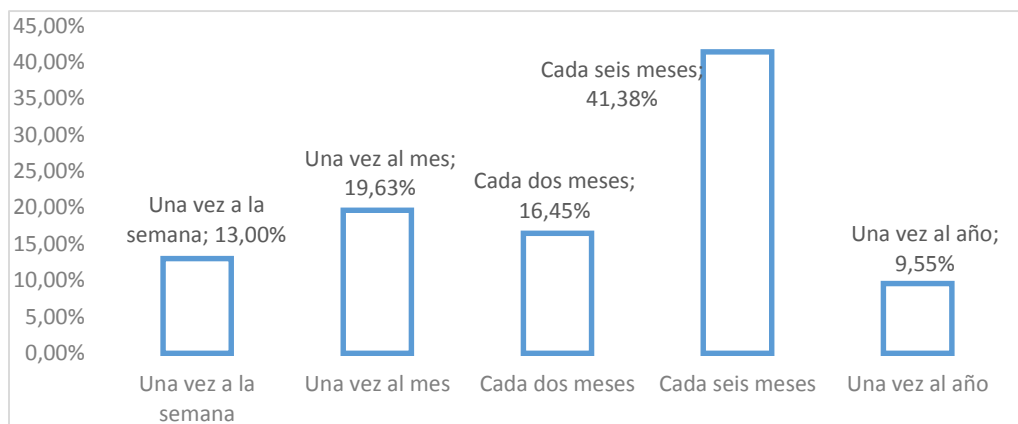 45,00%
40,00%
35,00%
30,00%
25,00%
20,00%
15,00%
10,00%
5,00%
0,00%
Una vez a la
semana; 13,00%
Una vez al mes;
19,63%
Cada dos meses;
16,45%
Cada seis meses;
41,38%
Una vez al año;
9,55%
Una vez a la
semana
Una vez al mes
Cada dos meses
Cada seis meses
Una vez al año